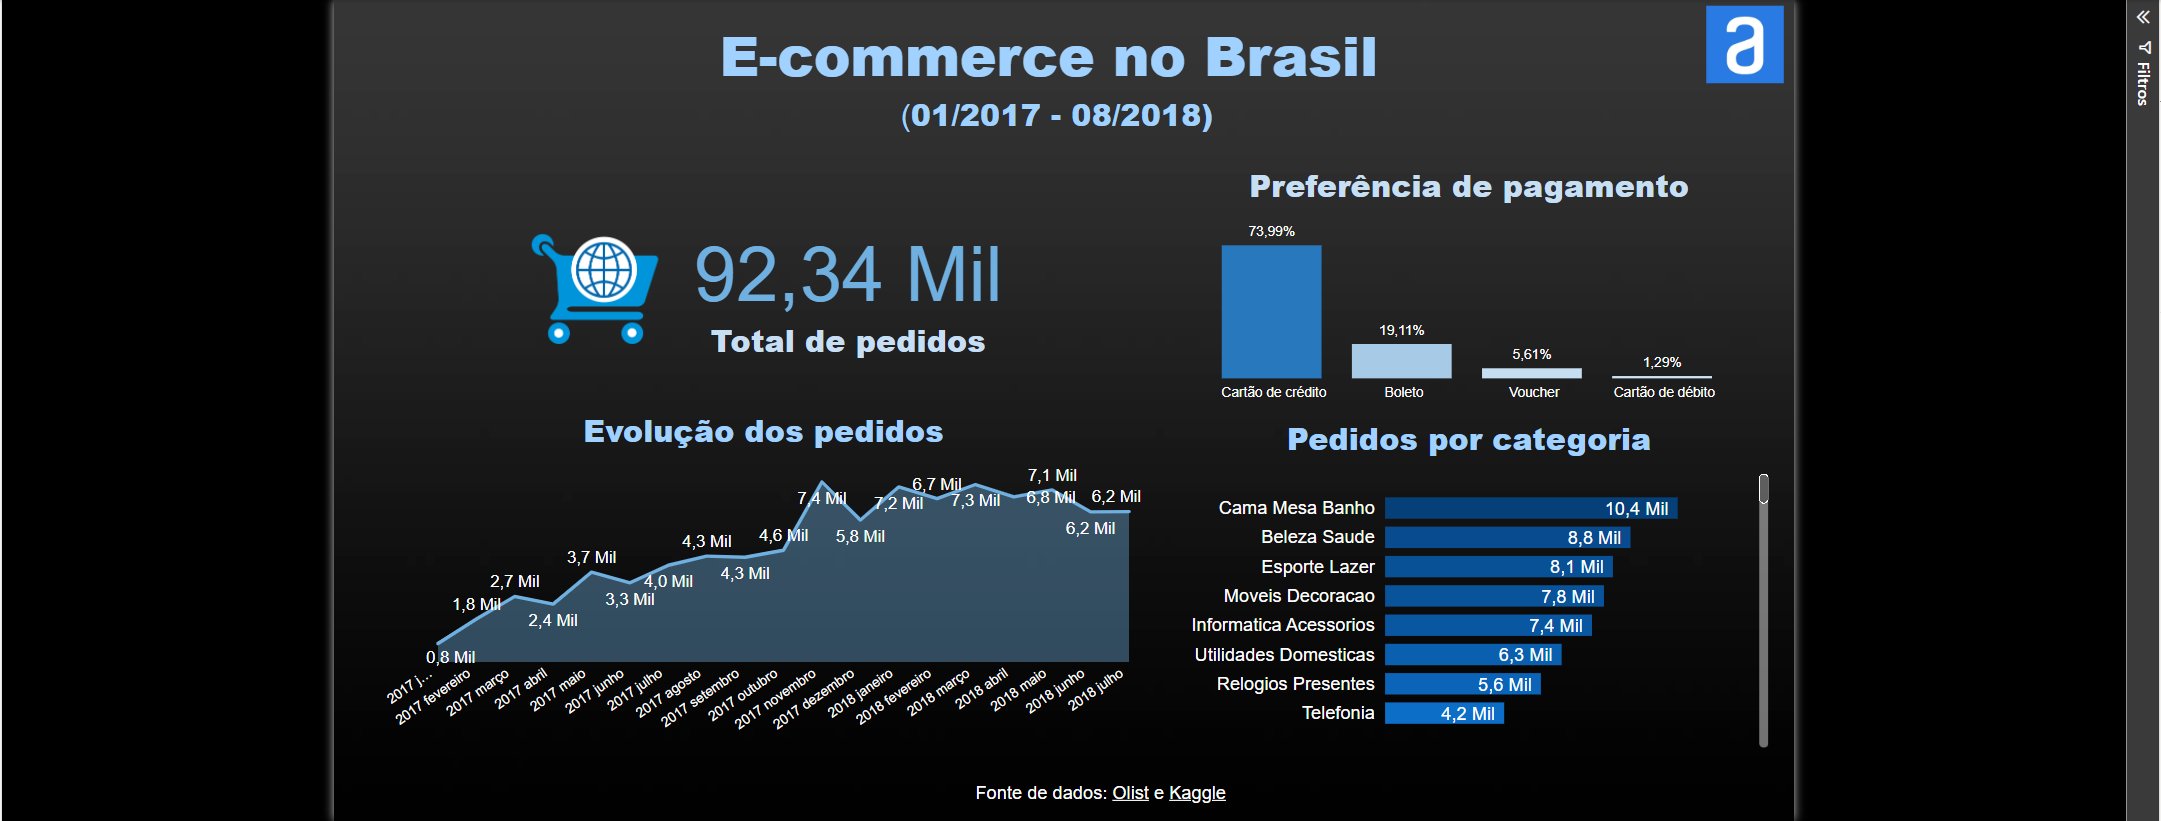 E-commerce no Brasil
a
(01/2017 - 08/2018)
Filtros
92,34 Mil
Total de pedidos
Preferência de pagamento
73,99%
19,11%
5,61%
1,29%
Cartão de crédito
Boleto
Voucher
Cartão de débito
Evolução dos pedidos
0,8 Mil
1,8 Mil
2,7 Mil
2,4 Mil
3,7 Mil
3,3 Mil
4,0 Mil
4,3 Mil
4,3 Mil
4,6 Mil
7,4 Mil
5,8 Mil
7,2 Mil
6,7 Mil
7,3 Mil
6,8 Mil
7,1 Mil
6,2 Mil
6,2 Mil
2017 j...
2017 fevereiro
2017 março
2017 abril
2017 maio
2017 junho
2017 julho
2017 agosto
2017 setembro
2017 outubro
2017 novembro
2017 dezembro
2018 janeiro
2018 fevereiro
2018 março
2018 abril
2018 maio
2018 junho
2018 julho
Pedidos por categoria
Cama Mesa Banho 10,4 Mil
Beleza Saude 8,8 Mil
Esporte Lazer 8,1 Mil
Moveis Decoracao 7,8 Mil
Informatica Acessorios 7,4 Mil
Utilidades Domesticas 6,3 Mil
Relogios Presentes 5,6 Mil
Telefonia 4,2 Mil
Fonte de dados: Olist e Kaggle